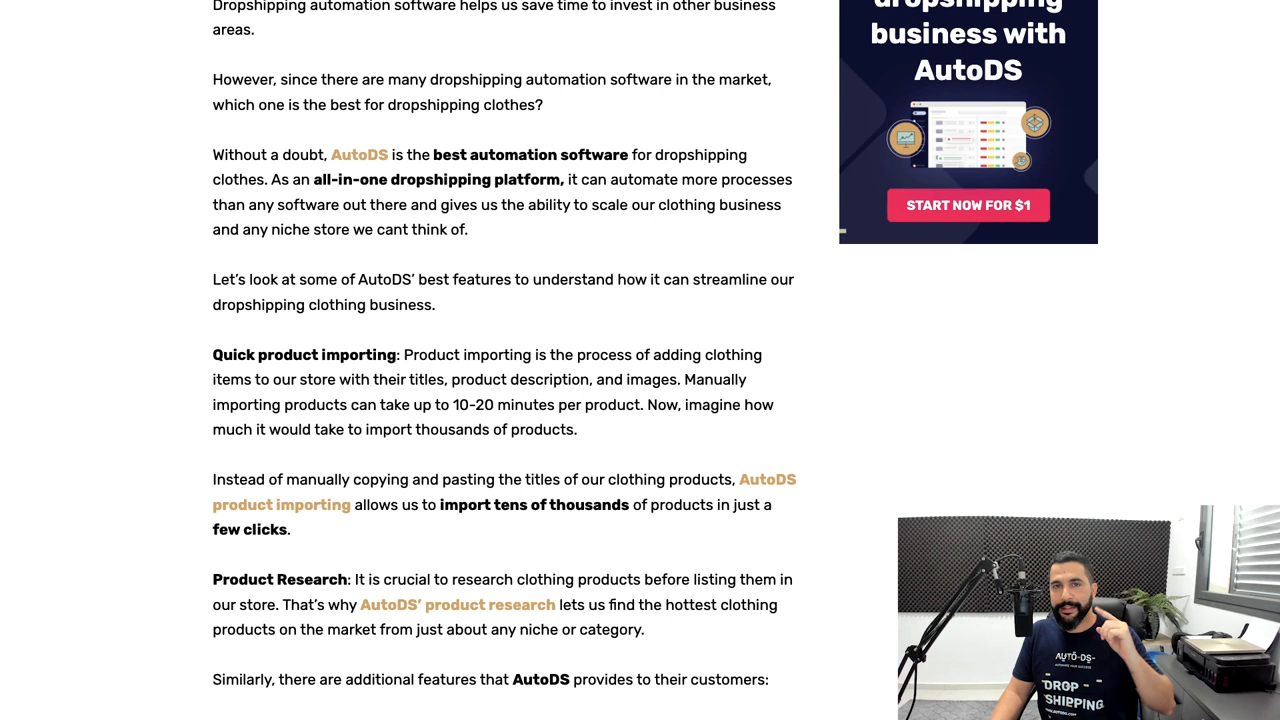 Dropshipping automation software helps us save time to invest in other business
areas.
However, since there are many dropshipping automation software in the market,
which one is the best for dropshipping clothes?
Without a doubt, AutoDS is the best automation software for dropshipping
clothes. As an all-in-one dropshipping platform, it can automate more processes
than any software out there and gives us the ability to scale our clothing business
and any niche store we cant think of.
Let's look at some of AutoDS' best features to understand how it can streamline our
dropshipping clothing business.
Quick product importing: Product importing is the process of adding clothing
items to our store with their titles, product description, and images. Manually
importing products can take up to 10-20 minutes per product. Now, imagine how
much it would take to import thousands of products.
Instead of manually copying and pasting the titles of our clothing products, AutoDS
product importing allows us to import tens of thousands of products in just a
few clicks.
Product Research: It is crucial to research clothing products before listing them in
our store. That's why AutoDS' product research lets us find the hottest clothing
products on the market from just about any niche or category.
Similarly, there are additional features that AutoDS provides to their customers:
dropshipping
business with
AutoDS
START NOW FOR $1
AUTO-DS
DROP
SHIPPING